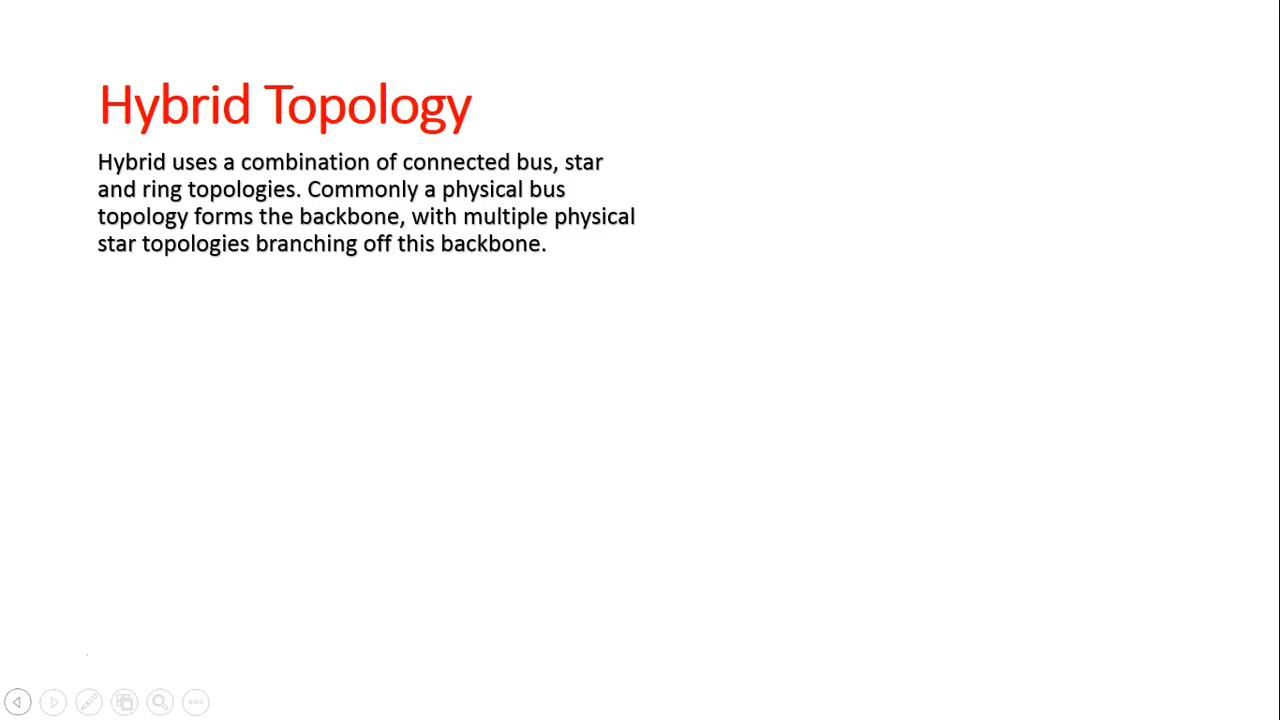 Hybrid Topology
Hybrid uses a combination of connected bus, star
and ring topologies. Commonly a physical bus
topology forms the backbone, with multiple physical
star topologies branching off this backbone.